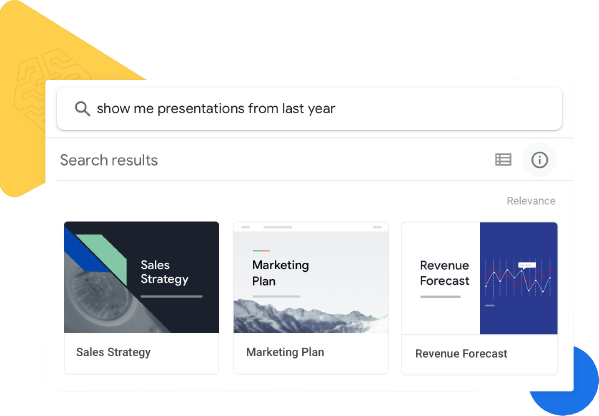 show me presentations from last year
Search results
Relevance
Sales
Strategy
Marketing
Plan
Revenue
Forecast
Sales Strategy
Marketing Plan
Revenue Forecast